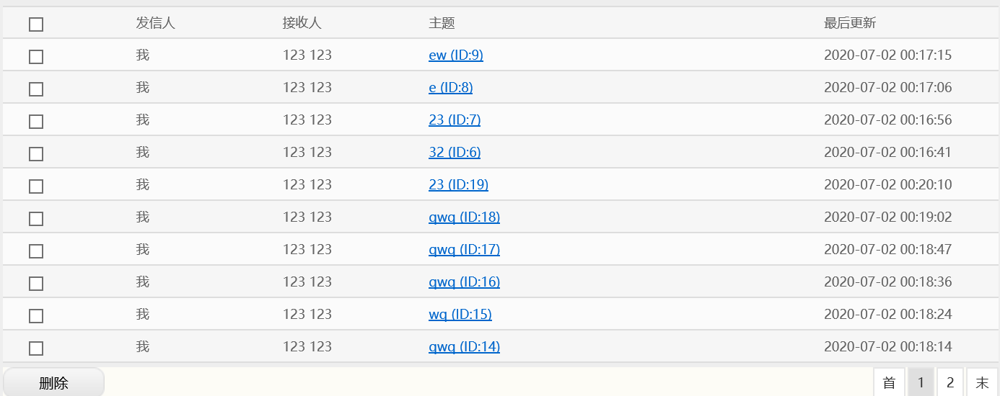 发信人 接收人 主题 最后更新
我 123 123 ew (ID:9) 2020-07-02 00:17:15
我 123 123 e (ID:8) 2020-07-02 00:17:06
我 123 123 23 (ID:7) 2020-07-02 00:16:56
我 123 123 32 (ID:6) 2020-07-02 00:16:41
我 123 123 23 (ID:19) 2020-07-02 00:20:10
我 123 123 qwq (ID:18) 2020-07-02 00:19:02
我 123 123 qwq (ID:17) 2020-07-02 00:18:47
我 123 123 qwq (ID:16) 2020-07-02 00:18:36
我 123 123 wq (ID:15) 2020-07-02 00:18:24
我 123 123 qwq (ID:14) 2020-07-02 00:18:14
删除 首 1 2 末